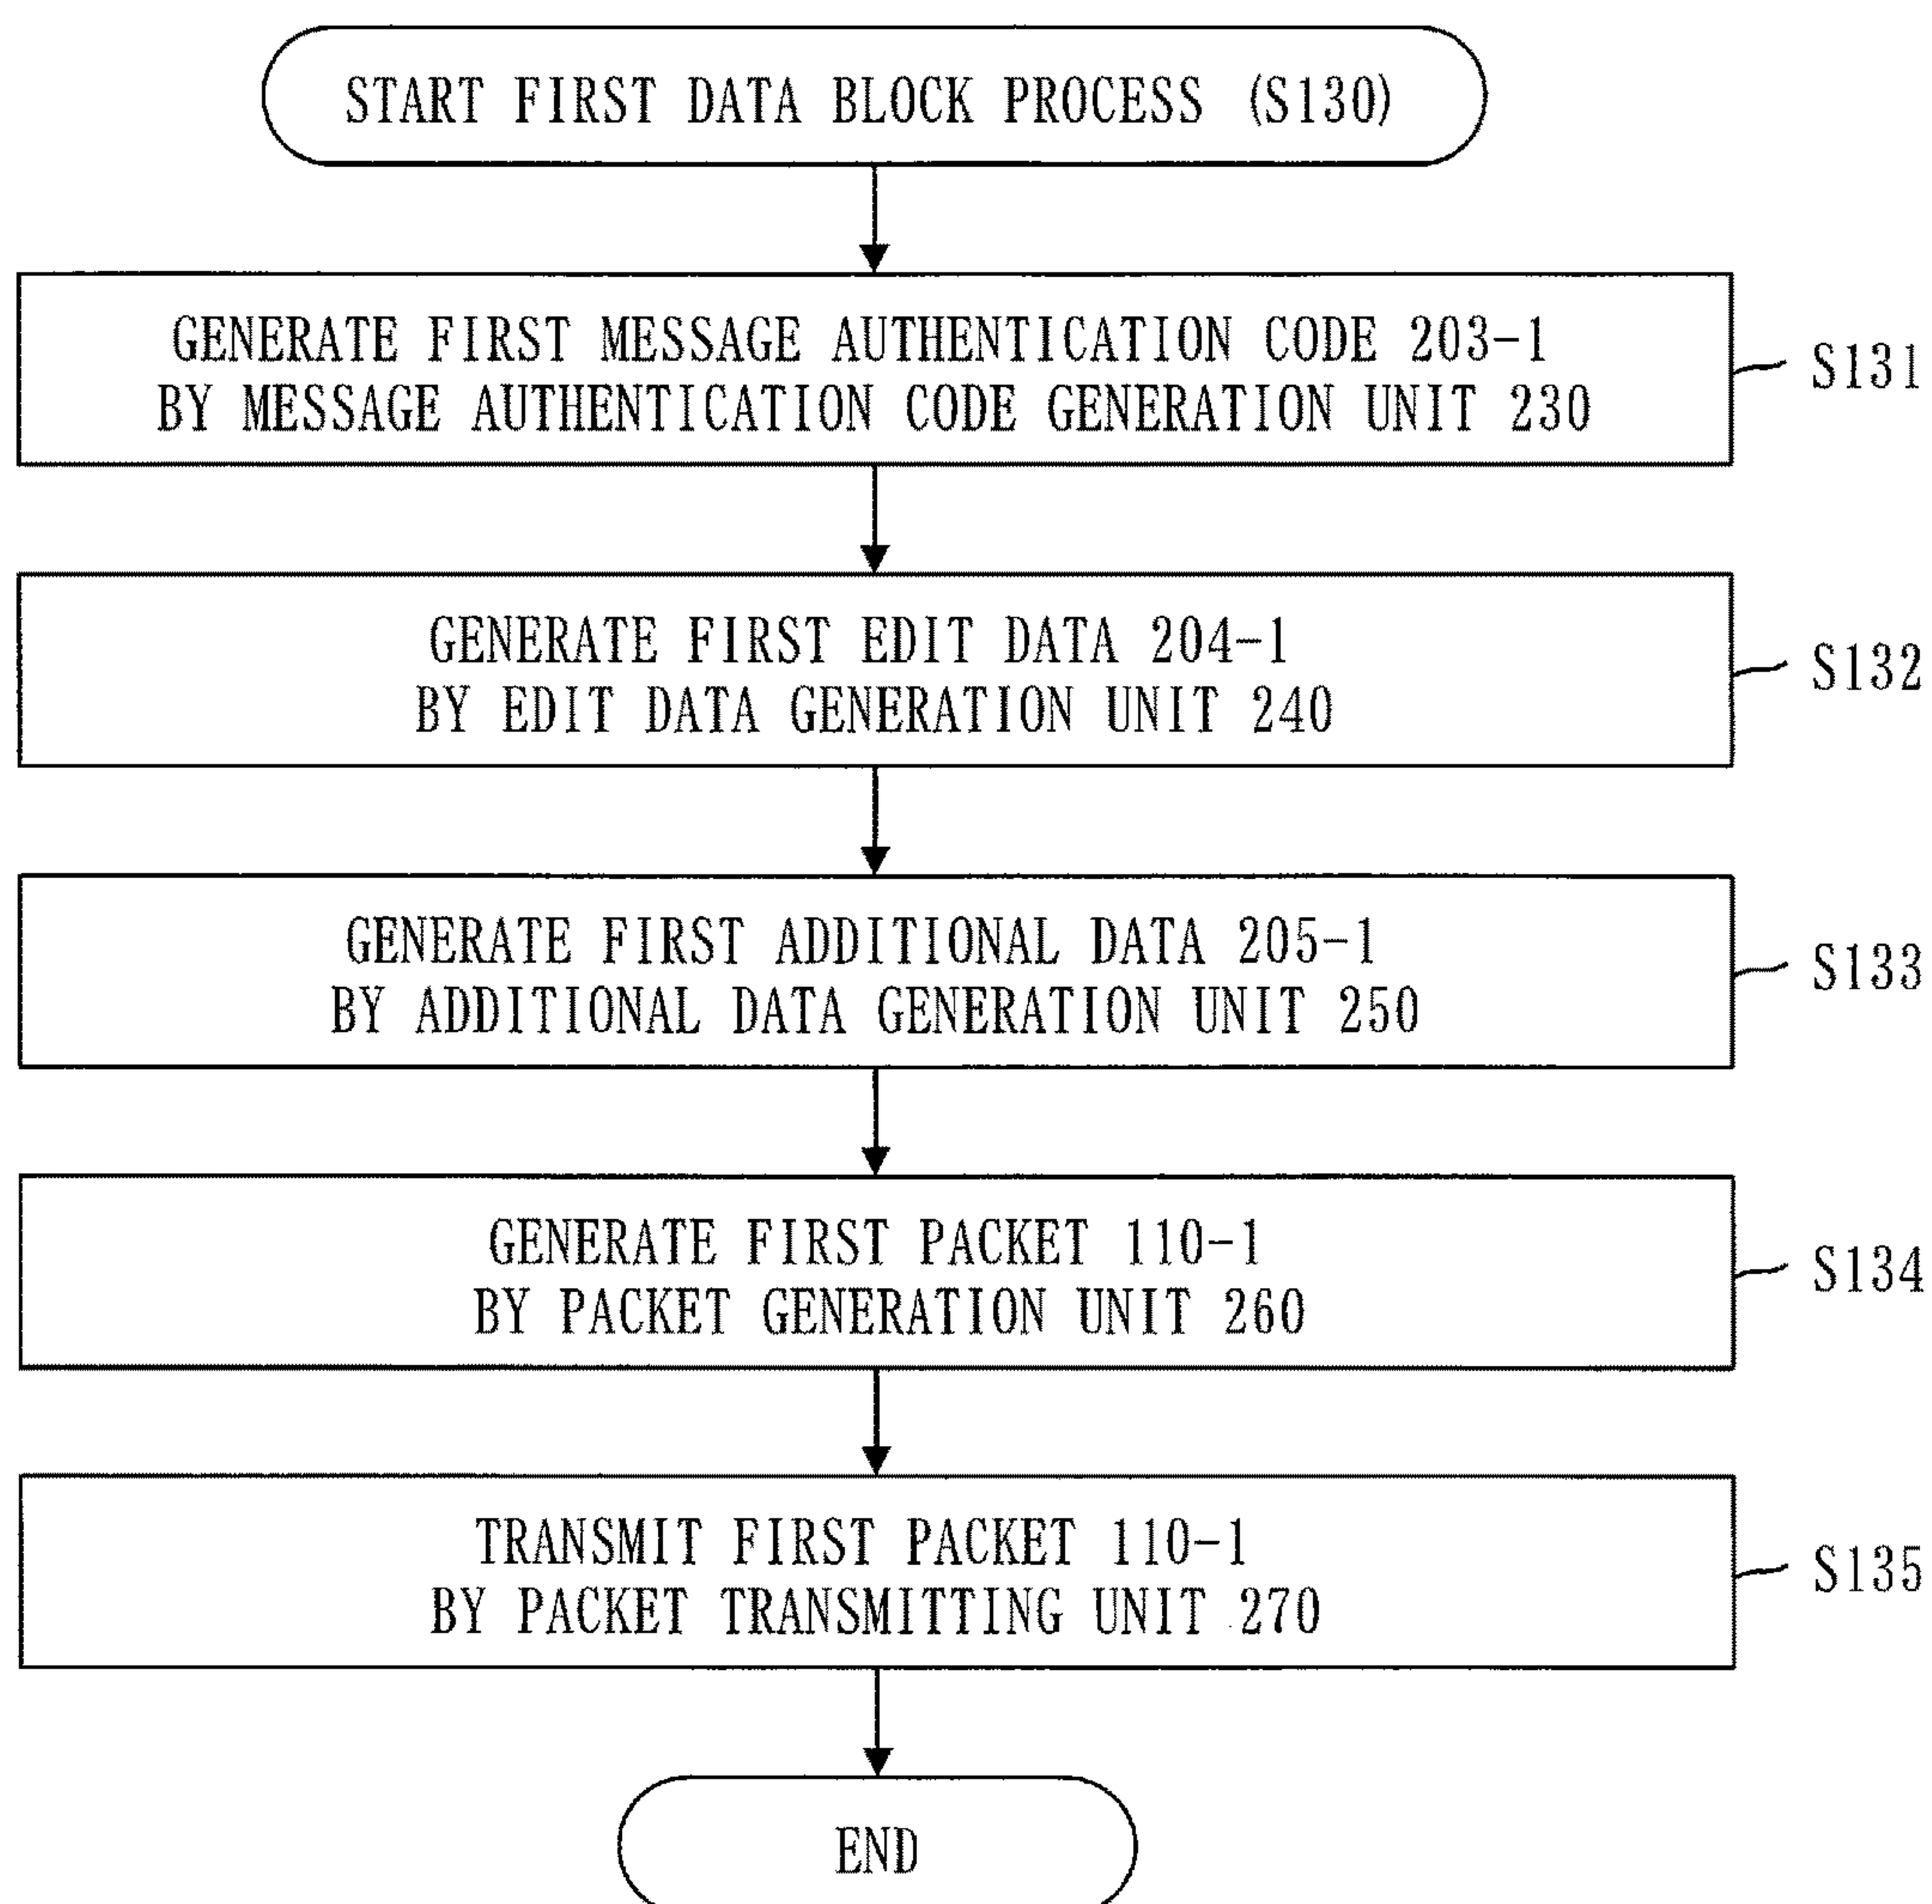 START FIRST DATA BLOCK PROCESS (S130)
GENERATE FIRST MESSAGE AUTHENTICATION CODE 203-1
BY MESSAGE AUTHENTICATION CODE GENERATION UNIT 230
S131
GENERATE FIRST EDIT DATA 204-1
BY EDIT DATA GENERATION UNIT 240
S132
GENERATE FIRST ADDITIONAL DATA 205-1
BY ADDITIONAL DATA GENERATION UNIT 250
S133
GENERATE FIRST PACKET 110-1
BY PACKET GENERATION UNIT 260
S134
TRANSMIT FIRST PACKET 110-1
BY PACKET TRANSMITTING UNIT 270
S135
END